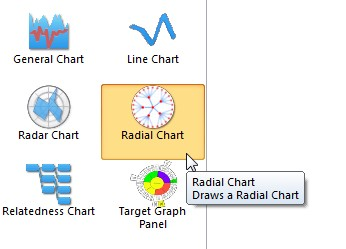 General Chart
Line Chart
Radar Chart
Radial Chart
Radial Chart
Draws a Radial Chart
Relatedness Chart
Target Graph
Panel